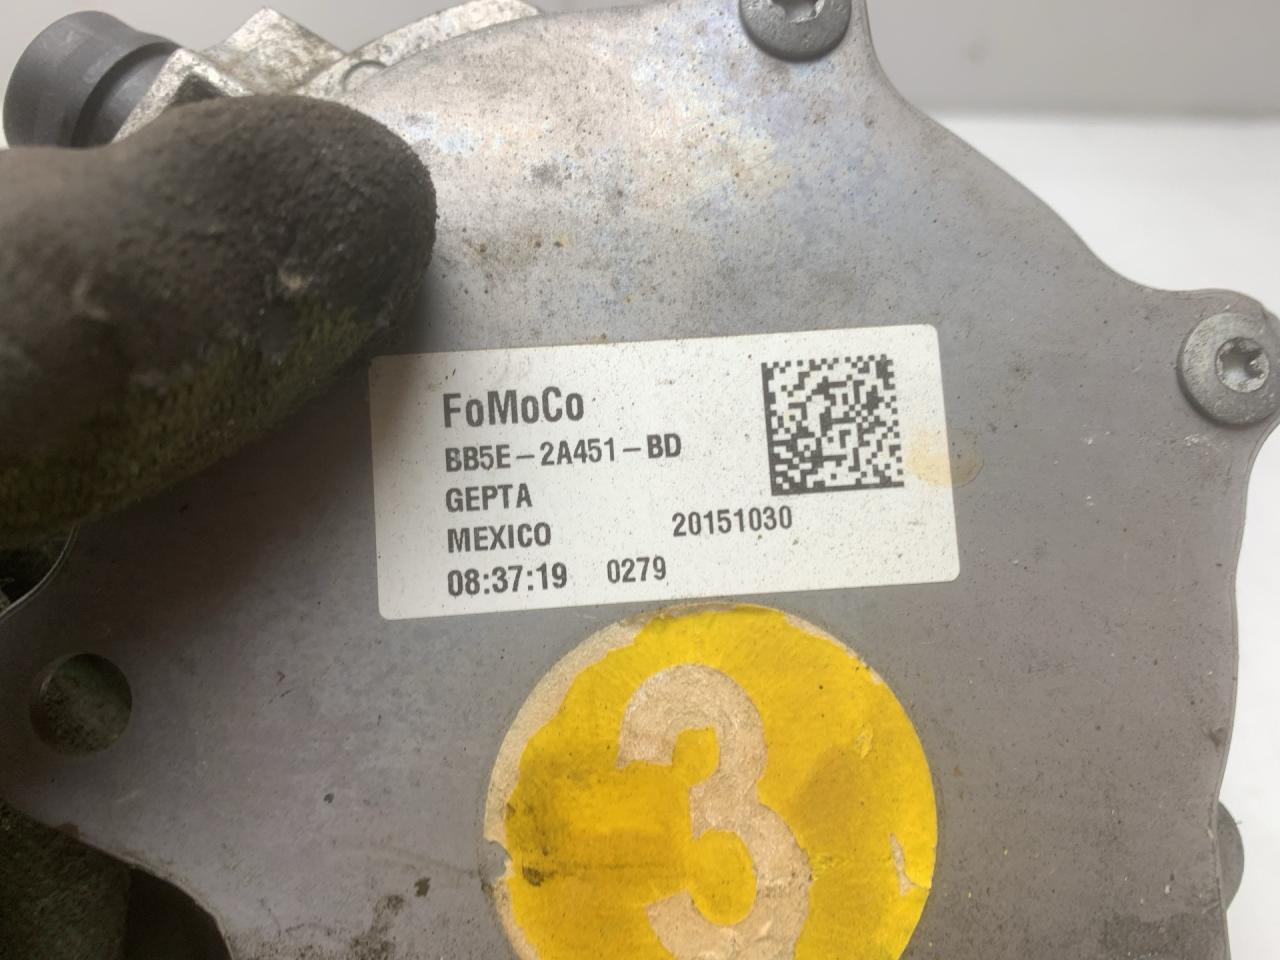 FoMoCo
BB5E-2A451-BD
GEPTA
MEXICO 20151030
08:37:19 0279
3